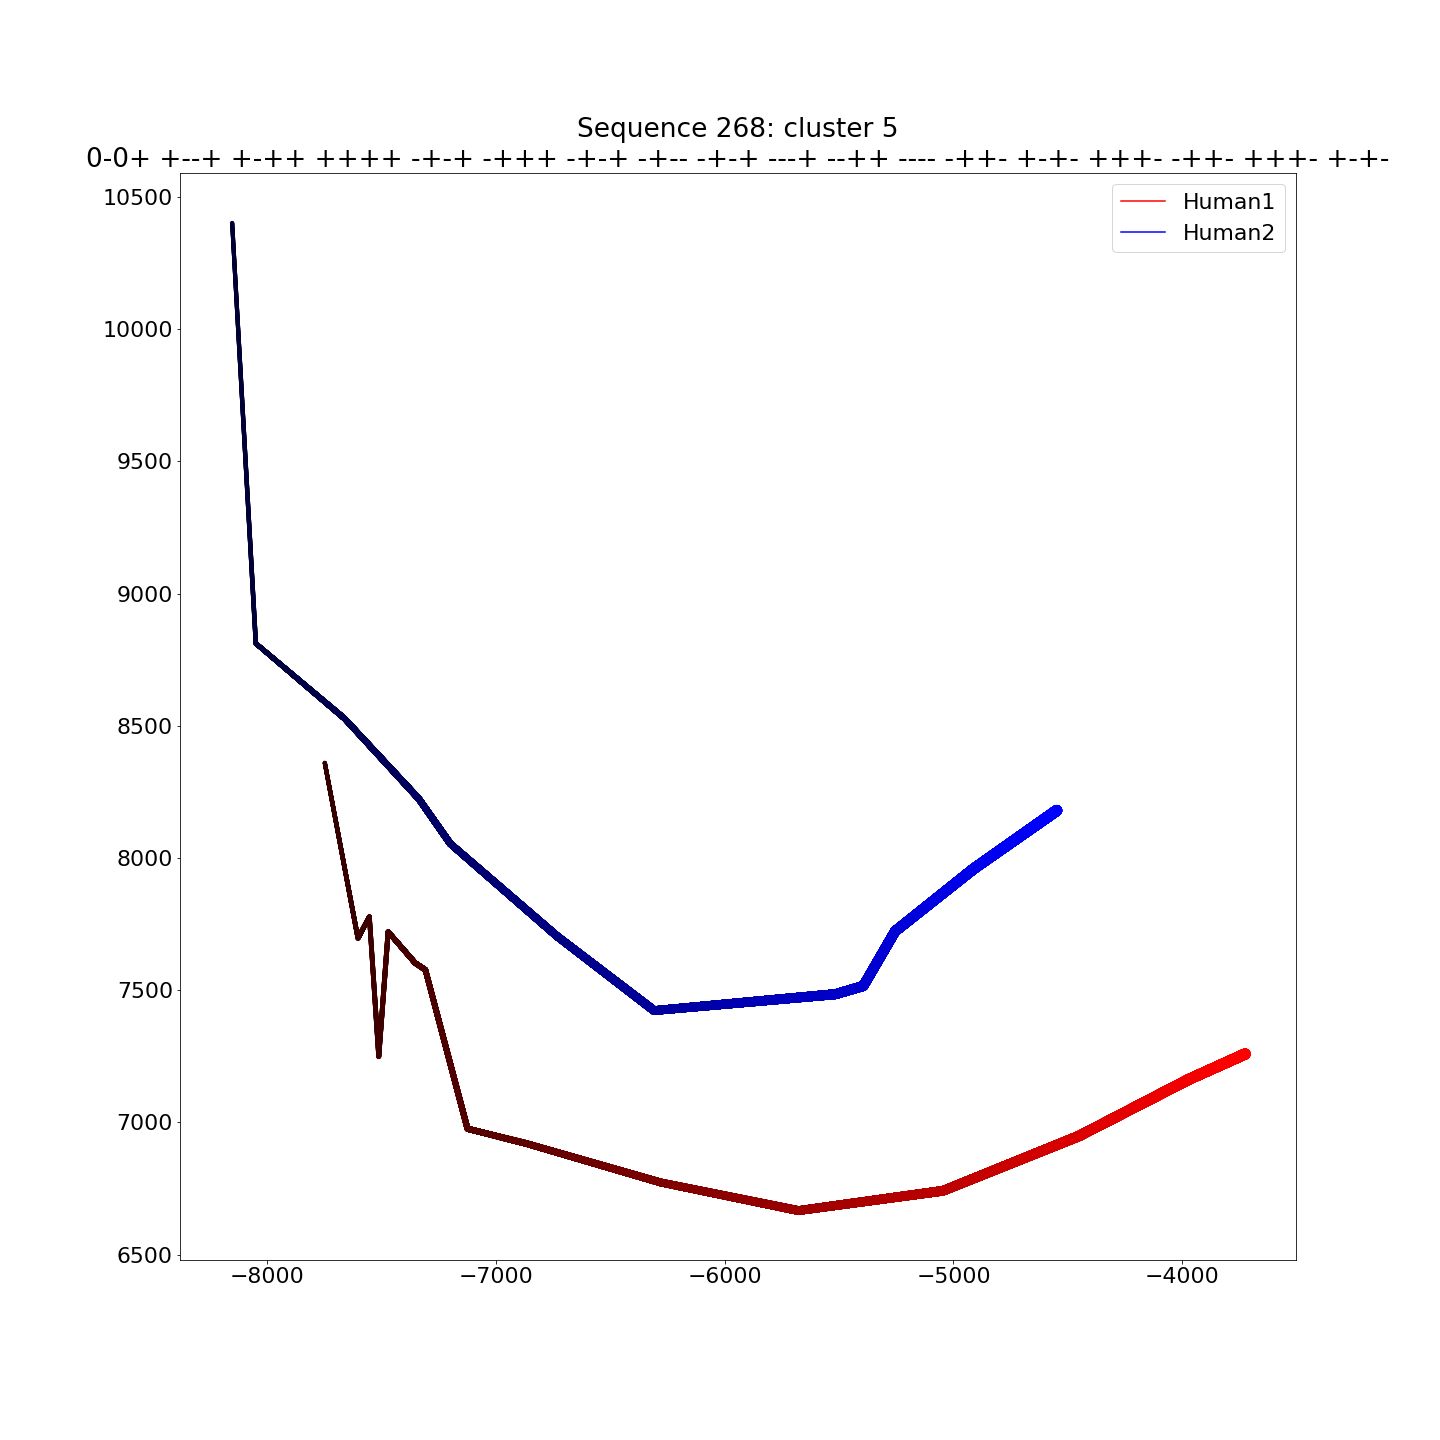 Sequence 268: cluster 5
0-0+ +--+ +-++ ++++ -+-+ -+++ -+-+ -+-- -+-+ ---+ --++ ---- -++- +-+- +++- -++- +++- +-+-
Human1
Human2
10500
10000
9500
9000
8500
8000
7500
7000
6500
−8000 −7000 −6000 −5000 −4000